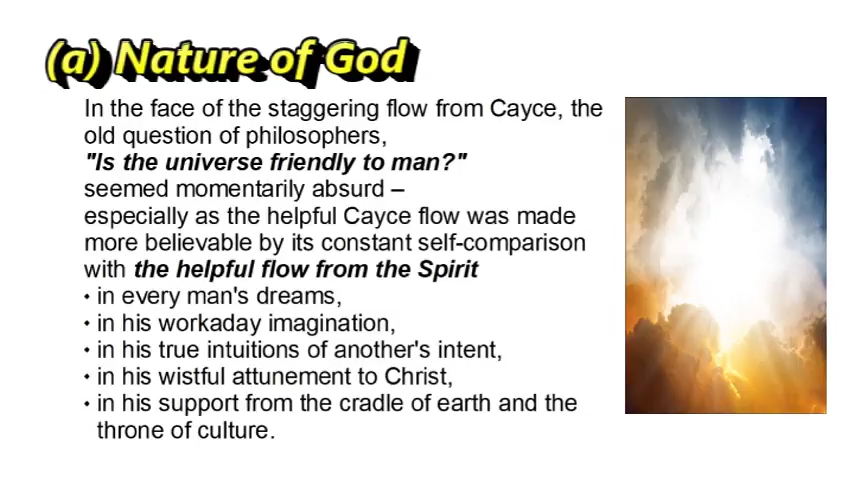 (a) Nature of God
In the face of the staggering flow from Cayce, the
old question of philosophers,
"Is the universe friendly to man?"
seemed momentarily absurd –
especially as the helpful Cayce flow was made
more believable by its constant self-comparison
with the helpful flow from the Spirit
• in every man's dreams,
• in his workaday imagination,
• in his true intuitions of another's intent,
• in his wistful attunement to Christ,
• in his support from the cradle of earth and the
throne of culture.